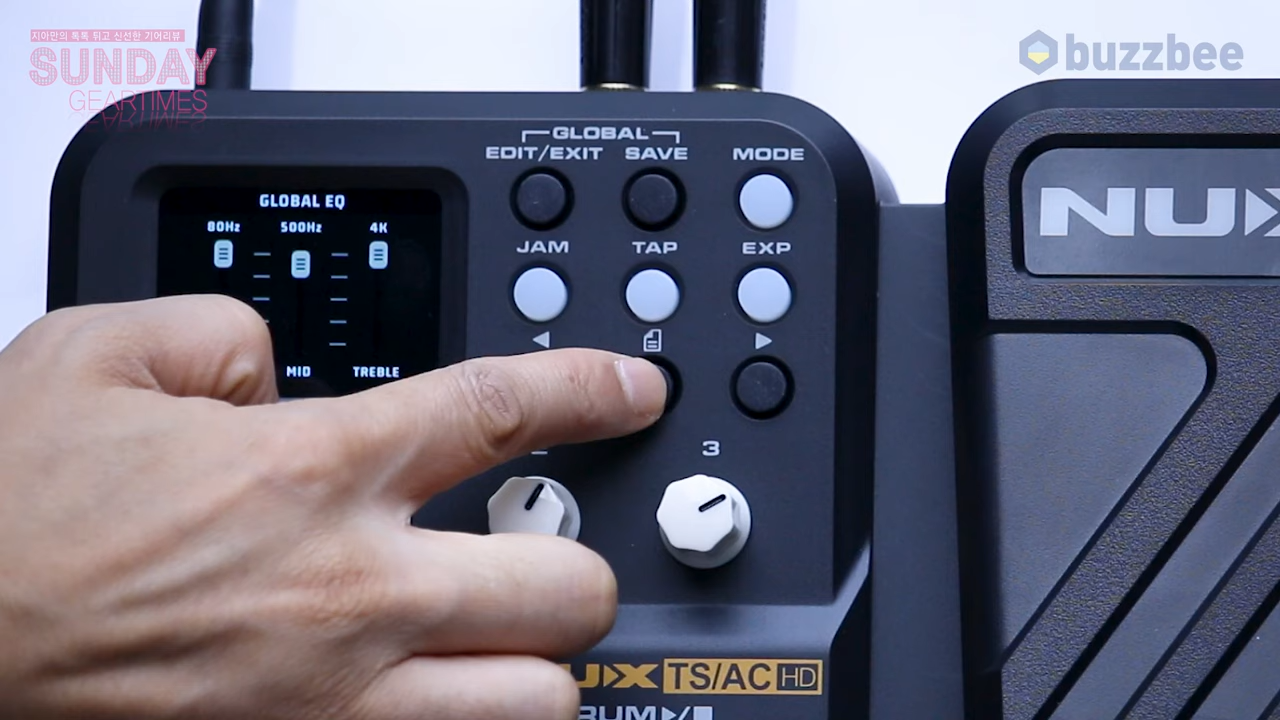 지아만의 톡톡 튀고 신선한 기어리뷰
SUNDAY
GEARTIMES
buzzbee
GLOBAL
EDIT/EXIT SAVE MODE
GLOBAL EQ
80Hz 500Hz 4K
JAM TAP EXP
MID TREBLE
3
NUX
TS/AC HD